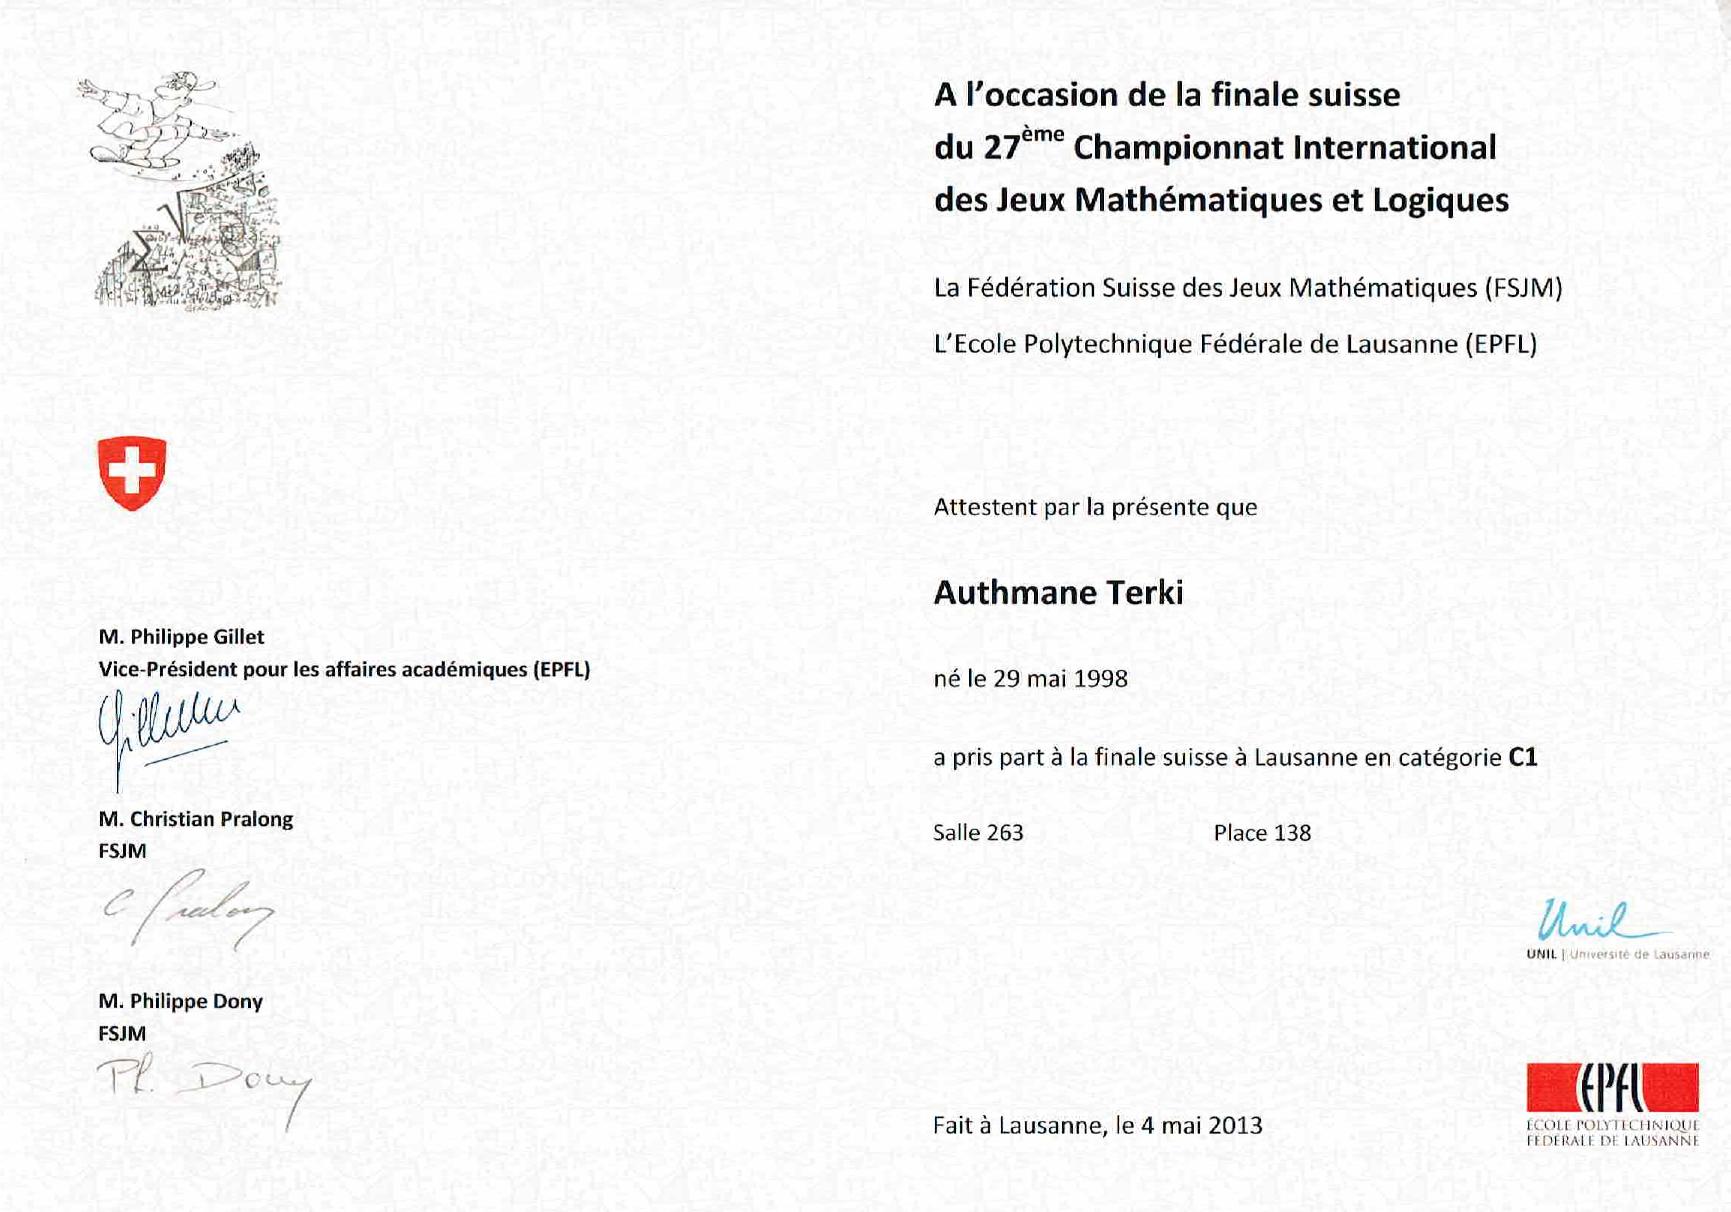 A l'occasion de la finale suisse
du 27ème Championnat International
des Jeux Mathématiques et Logiques
La Fédération Suisse des Jeux Mathématiques (FSJM)
L'Ecole Polytechnique Fédérale de Lausanne (EPFL)
Attestent par la présente que
Authmane Terki
né le 29 mai 1998
a pris part à la finale suisse à Lausanne en catégorie C1
Salle 263 Place 138
Fait à Lausanne, le 4 mai 2013
M. Philippe Gillet
Vice-Président pour les affaires académiques (EPFL)
M. Christian Pralong
FSJM
C Pralong
M. Philippe Dony
FSJM
Ph. Dony
Unil
UNIL | Université de Lausanne
EPFL
ÉCOLE POLYTECHNIQUE
FÉDÉRALE DE LAUSANNE